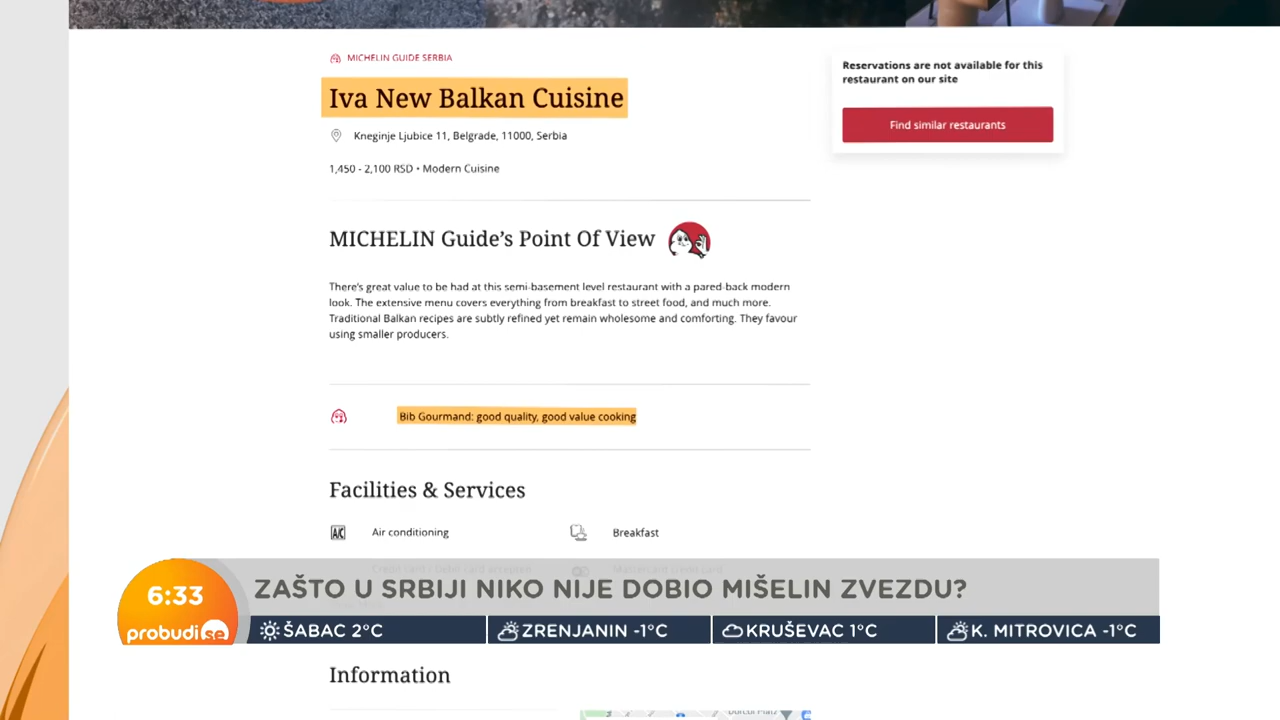 MICHELIN GUIDE SERBIA
Iva New Balkan Cuisine
Kneginje Ljubice 11, Belgrade, 11000, Serbia
1,450 - 2,100 RSD • Modern Cuisine
Reservations are not available for this
restaurant on our site
Find similar restaurants
MICHELIN Guide's Point Of View
There's great value to be had at this semi-basement level restaurant with a pared-back modern
look. The extensive menu covers everything from breakfast to street food, and much more.
Traditional Balkan recipes are subtly refined yet remain wholesome and comforting. They favour
using smaller producers.
Bib Gourmand: good quality, good value cooking
Facilities & Services
A/C
Air conditioning
Breakfast
6:33
probudi se
ZAŠTO U SRBIJI NIKO NIJE DOBIO MIŠELIN ZVEZDU?
ŠABAC 2°C
ZRENJANIN -1°C
KRUŠEVAC 1°C
K. MITROVICA -1°C
Information